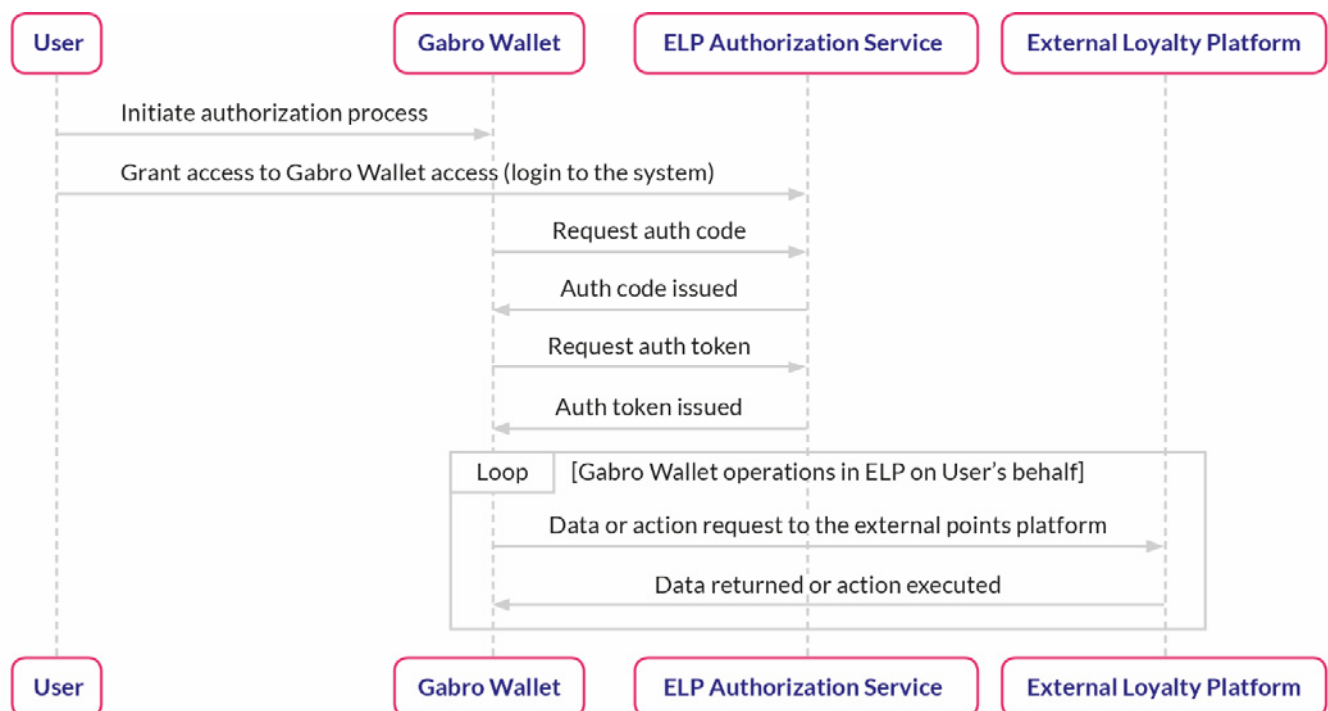 User
Gabro Wallet
ELP Authorization Service
External Loyalty Platform
Initiate authorization process
Grant access to Gabro Wallet access (login to the system)
Request auth code
Auth code issued
Request auth token
Auth token issued
Loop
[Gabro Wallet operations in ELP on User’s behalf]
Data or action request to the external points platform
Data returned or action executed
User
Gabro Wallet
ELP Authorization Service
External Loyalty Platform